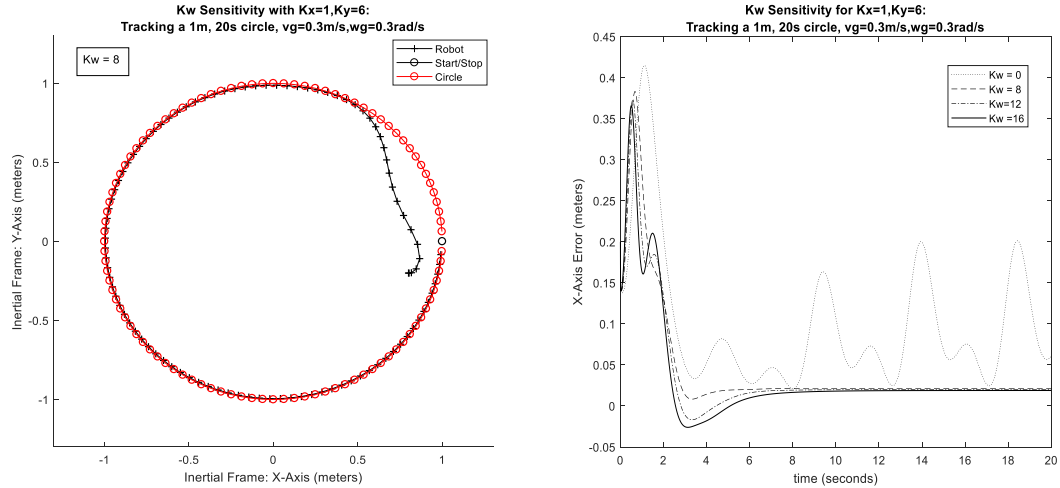 Kw Sensitivity with Kx=1,Ky=6:
Tracking a 1m, 20s circle, vg=0.3m/s,wg=0.3rad/s
Kw = 8
Robot
Start/Stop
Circle
1
0.5
0
-0.5
-1
Inertial Frame: Y-Axis (meters)
-1
-0.5
0
0.5
1
Inertial Frame: X-Axis (meters)
Kw Sensitivity for Kx=1,Ky=6:
Tracking a 1m, 20s circle, vg=0.3m/s,wg=0.3rad/s
Kw = 0
Kw = 8
Kw=12
Kw =16
0.45
0.4
0.35
0.3
0.25
0.2
0.15
0.1
0.05
0
-0.05
X-Axis Error (meters)
0
2
4
6
8
10
12
14
16
18
20
time (seconds)